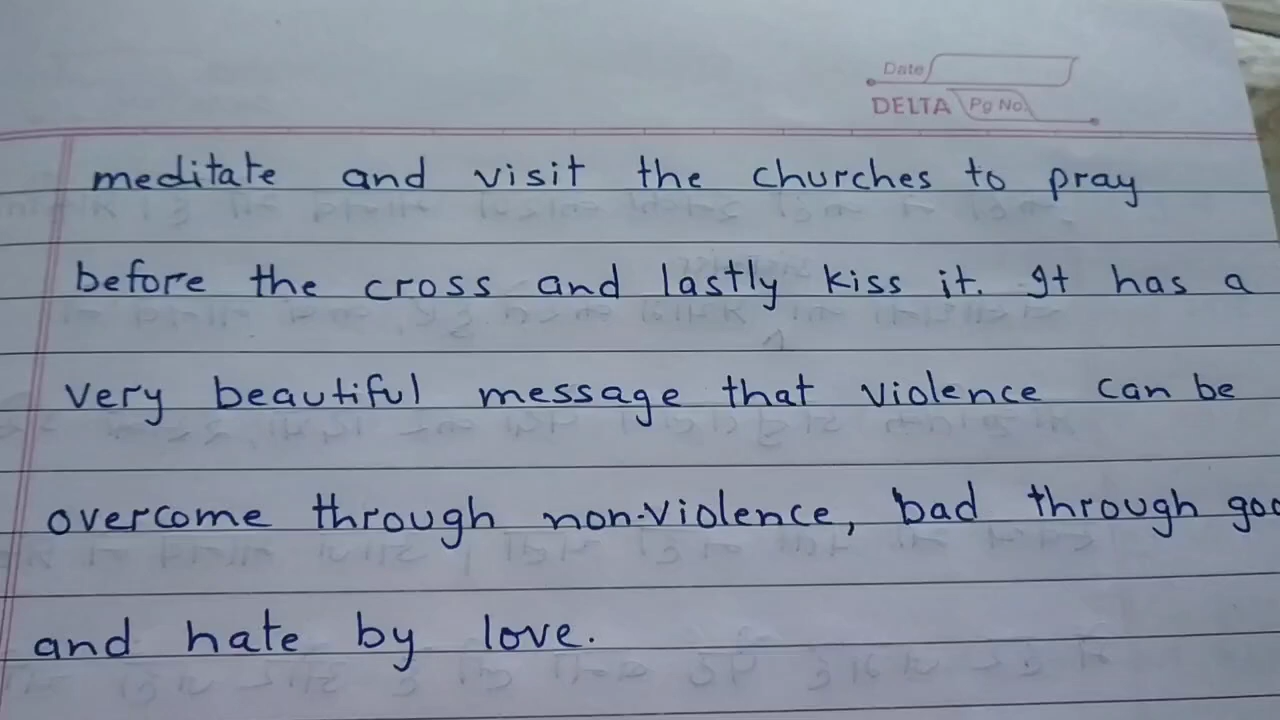 Date
DELTA Pg No.
meditate and visit the churches to pray
before the cross and lastly kiss it. It has a
very beautiful message that violence can be
overcome through non-violence, bad through goo
and hate by love.